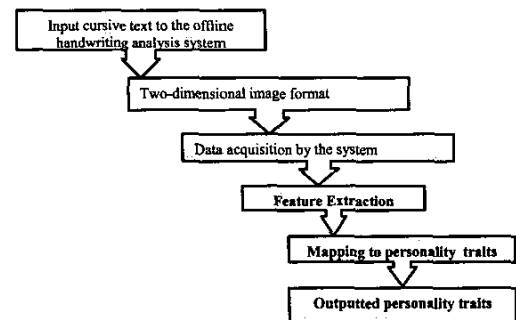 Input cursive text to the offline
handwriting analysis system
Two-dimensional image format
Data acquisition by the system
Feature Extraction
Mapping to personality traits
Outputted personality traits